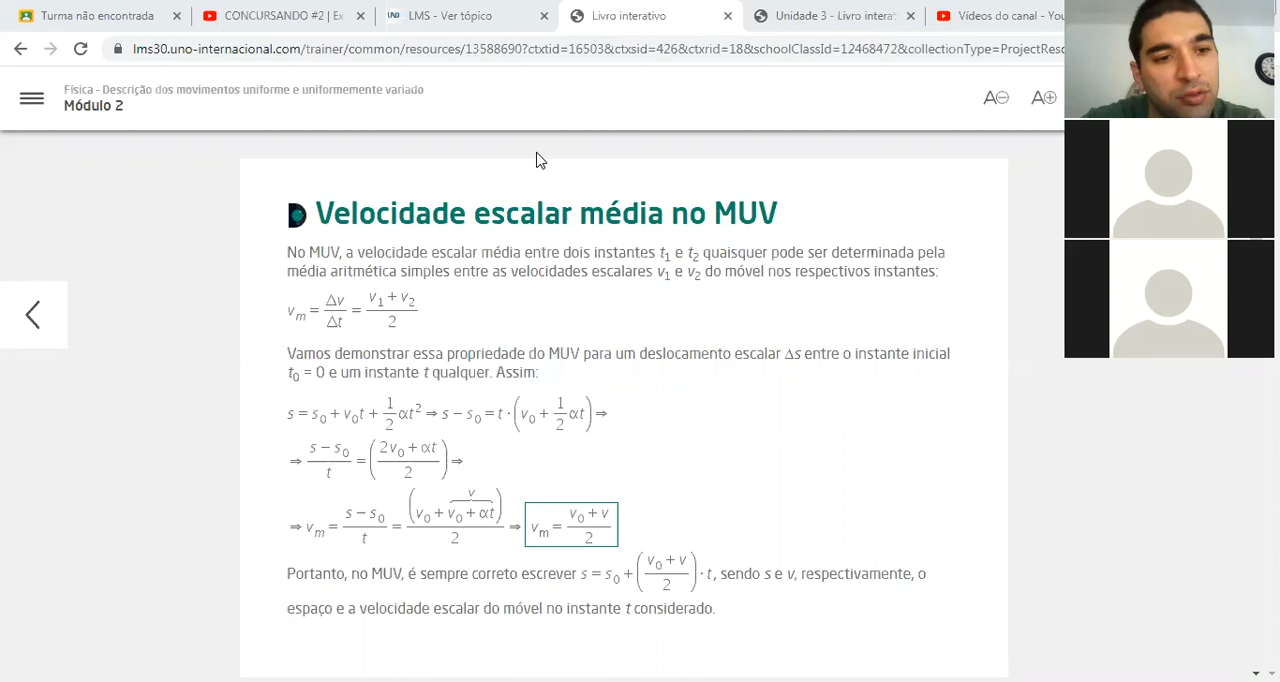 Turma não encontrada
CONCURSANDO #2 | Ex
LMS - Ver tópico
Livro interativo
Unidade 3 - Livro intera
Vídeos do canal - You
lms30.uno-internacional.com/trainer/common/resources/13588690?ctxtid=16503&ctxsid=426&ctxrid=18&schoolClassId=12468472&collectionType=ProjectReso
Física - Descrição dos movimentos uniforme e uniformemente variado
Módulo 2
A⊖ A⊕
Velocidade escalar média no MUV
No MUV, a velocidade escalar média entre dois instantes t₁ e t₂ quaisquer pode ser determinada pela
média aritmética simples entre as velocidades escalares v₁ e v₂ do móvel nos respectivos instantes:
vₘ = Δv/Δt = (v₁ + v₂)/2
Vamos demonstrar essa propriedade do MUV para um deslocamento escalar Δs entre o instante inicial
t₀ = 0 e um instante t qualquer. Assim:
s = s₀ + v₀t + 1/2 αt² ⇒ s – s₀ = t · (v₀ + 1/2 αt) ⇒
⇒ (s – s₀)/t = ((2v₀ + αt)/2) ⇒
⇒ vₘ = (s – s₀)/t = (v₀ + v₀ + αt)/2 ⇒ vₘ = (v₀ + v)/2
Portanto, no MUV, é sempre correto escrever s = s₀ + ((v₀ + v)/2) · t, sendo s e v, respectivamente, o
espaço e a velocidade escalar do móvel no instante t considerado.